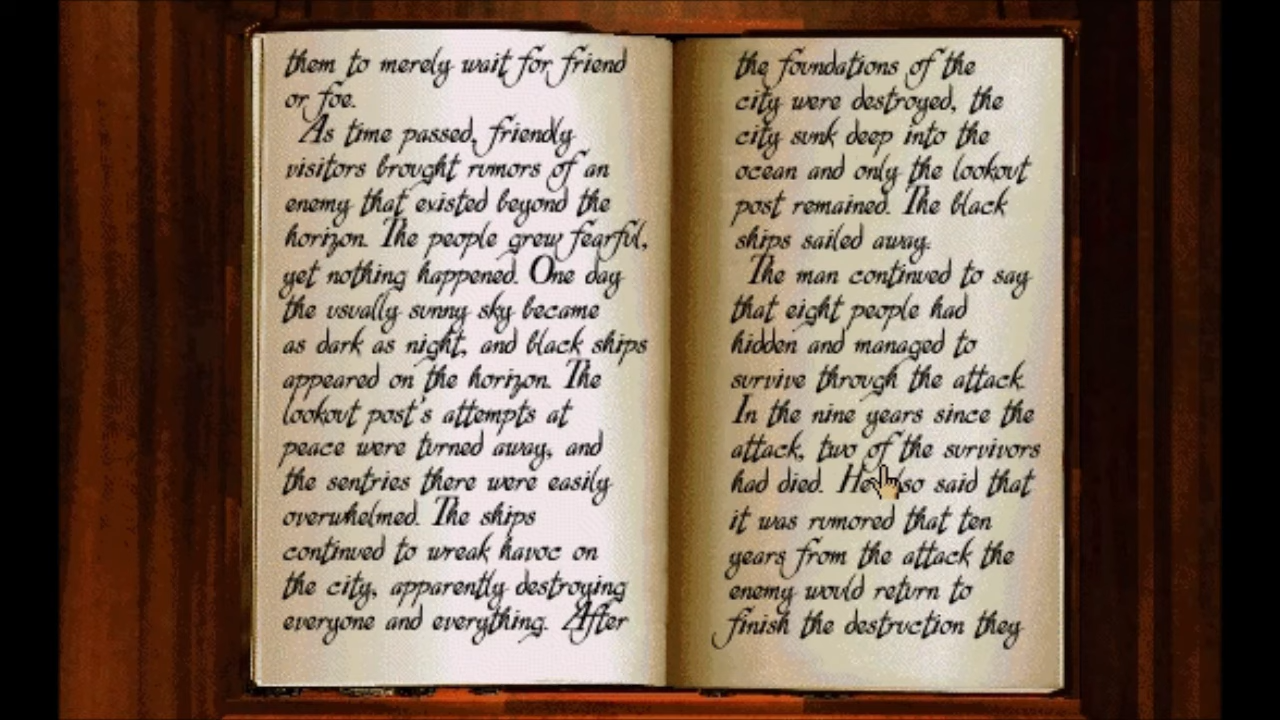 them to merely wait for friend
or foe.
As time passed, friendly
visitors brought rumors of an
enemy that existed beyond the
horizon. The people grew fearful,
yet nothing happened. One day
the usually sunny sky became
as dark as night, and black ships
appeared on the horizon. The
lookout post's attempts at
peace were turned away, and
the sentries there were easily
overwhelmed. The ships
continued to wreak havoc on
the city, apparently destroying
everyone and everything. After
the foundations of the
city were destroyed, the
city sunk deep into the
ocean and only the lookout
post remained. The black
ships sailed away.
The man continued to say
that eight people had
hidden and managed to
survive through the attack.
In the nine years since the
attack, two of the survivors
had died. He also said that
it was rumored that ten
years from the attack the
enemy would return to
finish the destruction they